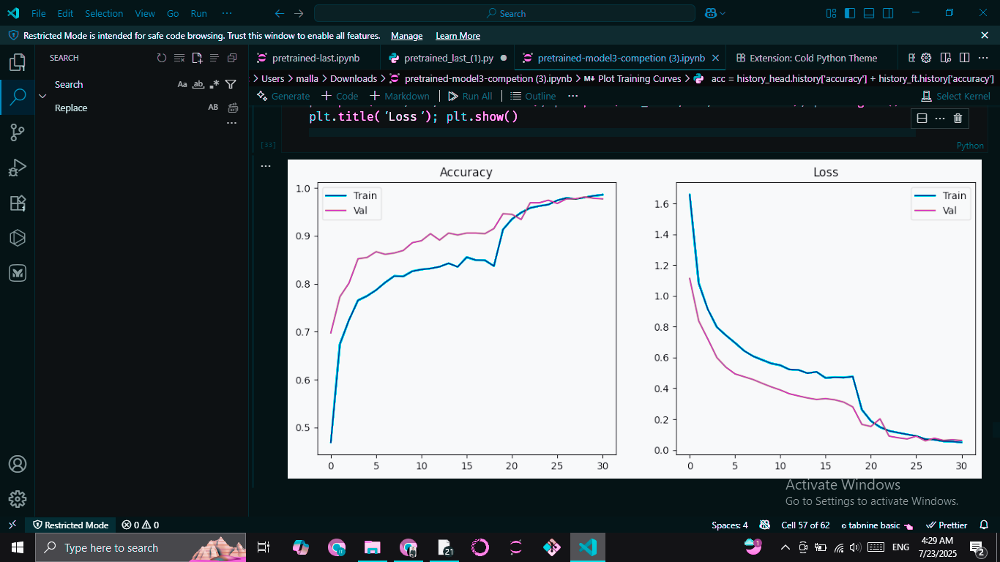 File Edit Selection View Go Run ···
Search
Restricted Mode is intended for safe code browsing. Trust this window to enable all features. Manage Learn More
SEARCH
Search
Aa ab .*
Replace
AB
pretrained-last.ipynb
pretrained_last_(1).py
pretrained-model3-competion (3).ipynb
Extension: Cold Python Theme
> Users > malla > Downloads > pretrained-model3-competion (3).ipynb > M Plot Training Curves > acc = history_head.history['accuracy'] + history_ft.history['accuracy']
Generate + Code + Markdown Run All Outline ···
Select Kernel
plt.title('Loss'); plt.show()
[33]
Python
Accuracy
Train
Val
1.0
0.9
0.8
0.7
0.6
0.5
0 5 10 15 20 25 30
Loss
Train
Val
1.6
1.4
1.2
1.0
0.8
0.6
0.4
0.2
0.0
0 5 10 15 20 25 30
Activate Windows
Go to Settings to activate Windows.
Restricted Mode 0 0
Spaces: 4 Cell 57 of 62 tabnine basic Prettier
Type here to search
21
1
ENG
4:29 AM
7/23/2025
2